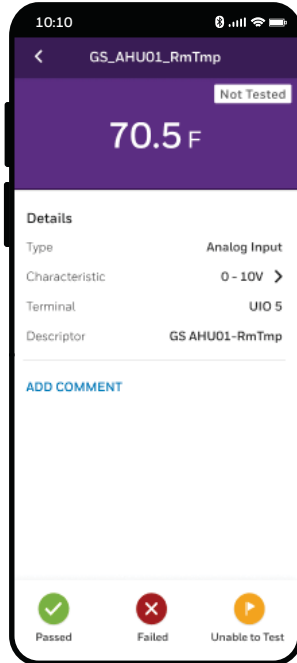 10:10
GS_AHU01_RmTmp
Not Tested
70.5 F
Details
Type Analog Input
Characteristic 0 - 10V
Terminal UIO 5
Descriptor GS AHU01-RmTmp
ADD COMMENT
Passed Failed Unable to Test